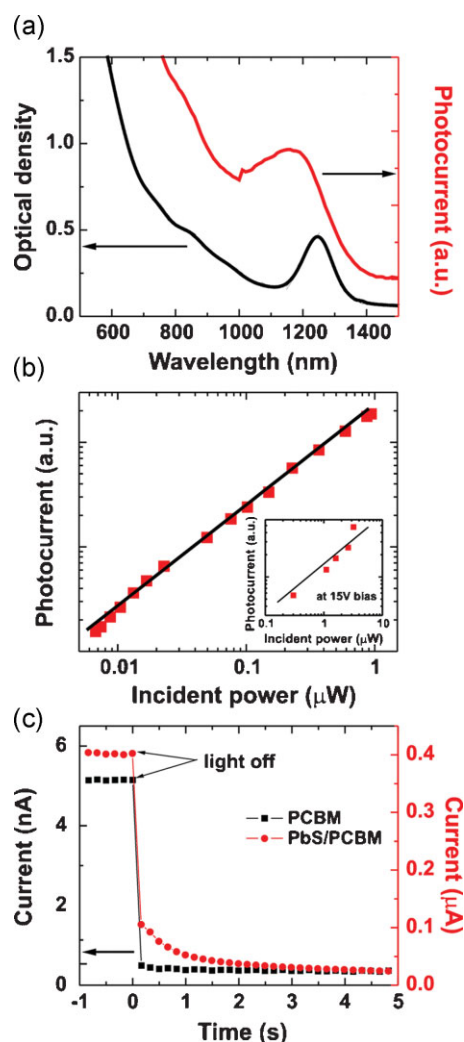 (a)
1.5
1.0
0.5
0.0
Optical density
Photocurrent (a.u.)
600 800 1000 1200 1400
Wavelength (nm)
(b)
Photocurrent (a.u.)
Photocurrent (a.u.)
at 15V bias
0.1 1 10
Incident power (μW)
0.01 0.1 1
Incident power (μW)
(c)
6
4
2
0
Current (nA)
light off
PCBM
PbS/PCBM
0.4
0.3
0.2
0.1
0.0
Current (μA)
-1 0 1 2 3 4 5
Time (s)